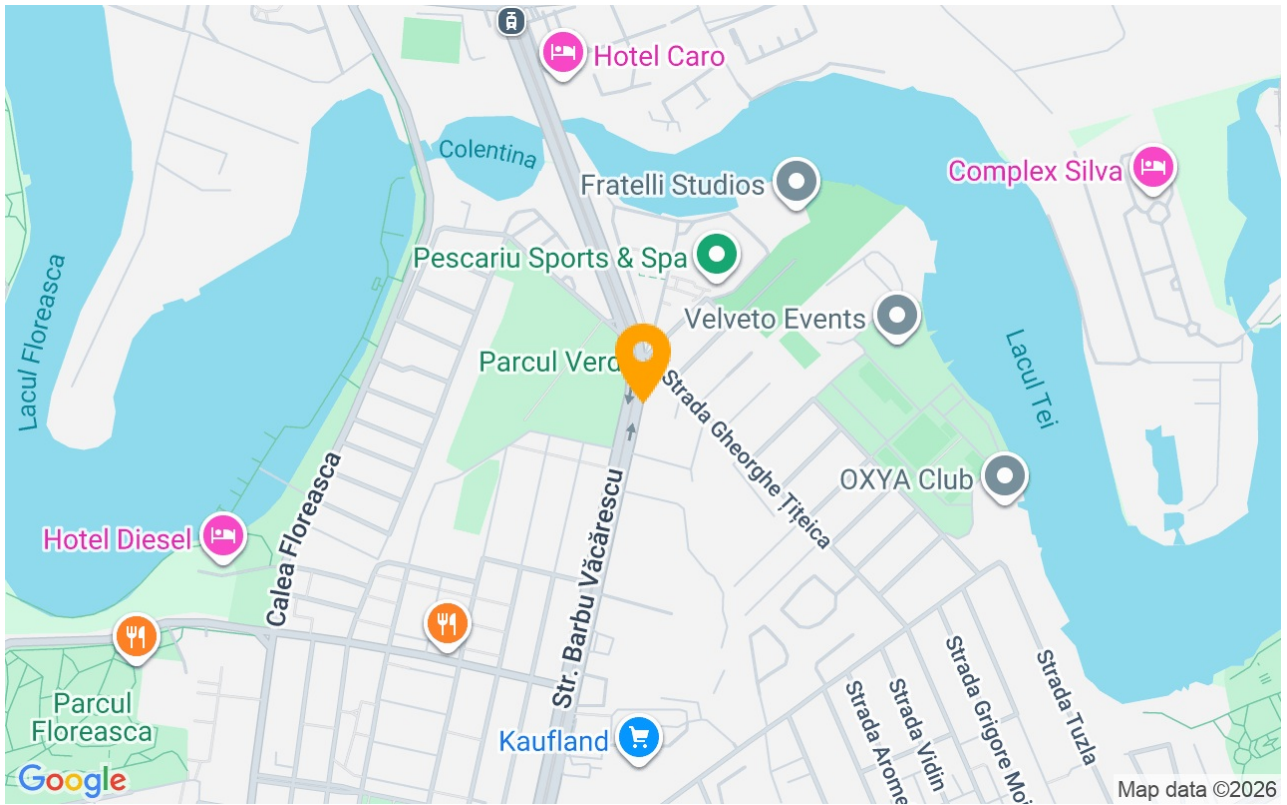 Hotel Caro
Colentina
Fratelli Studios
Complex Silva
Pescariu Sports & Spa
Lacul Floreasca
Velveto Events
Parcul Verd
Lacul Tei
Strada Gheorghe Țițeica
OXYA Club
Calea Floreasca
Hotel Diesel
Str. Barbu Văcărescu
Parcul
Floreasca
Kaufland
Strada Arome
Strada Vidin
Strada Grigore Moi
Strada Tuzla
Google
Map data ©2026